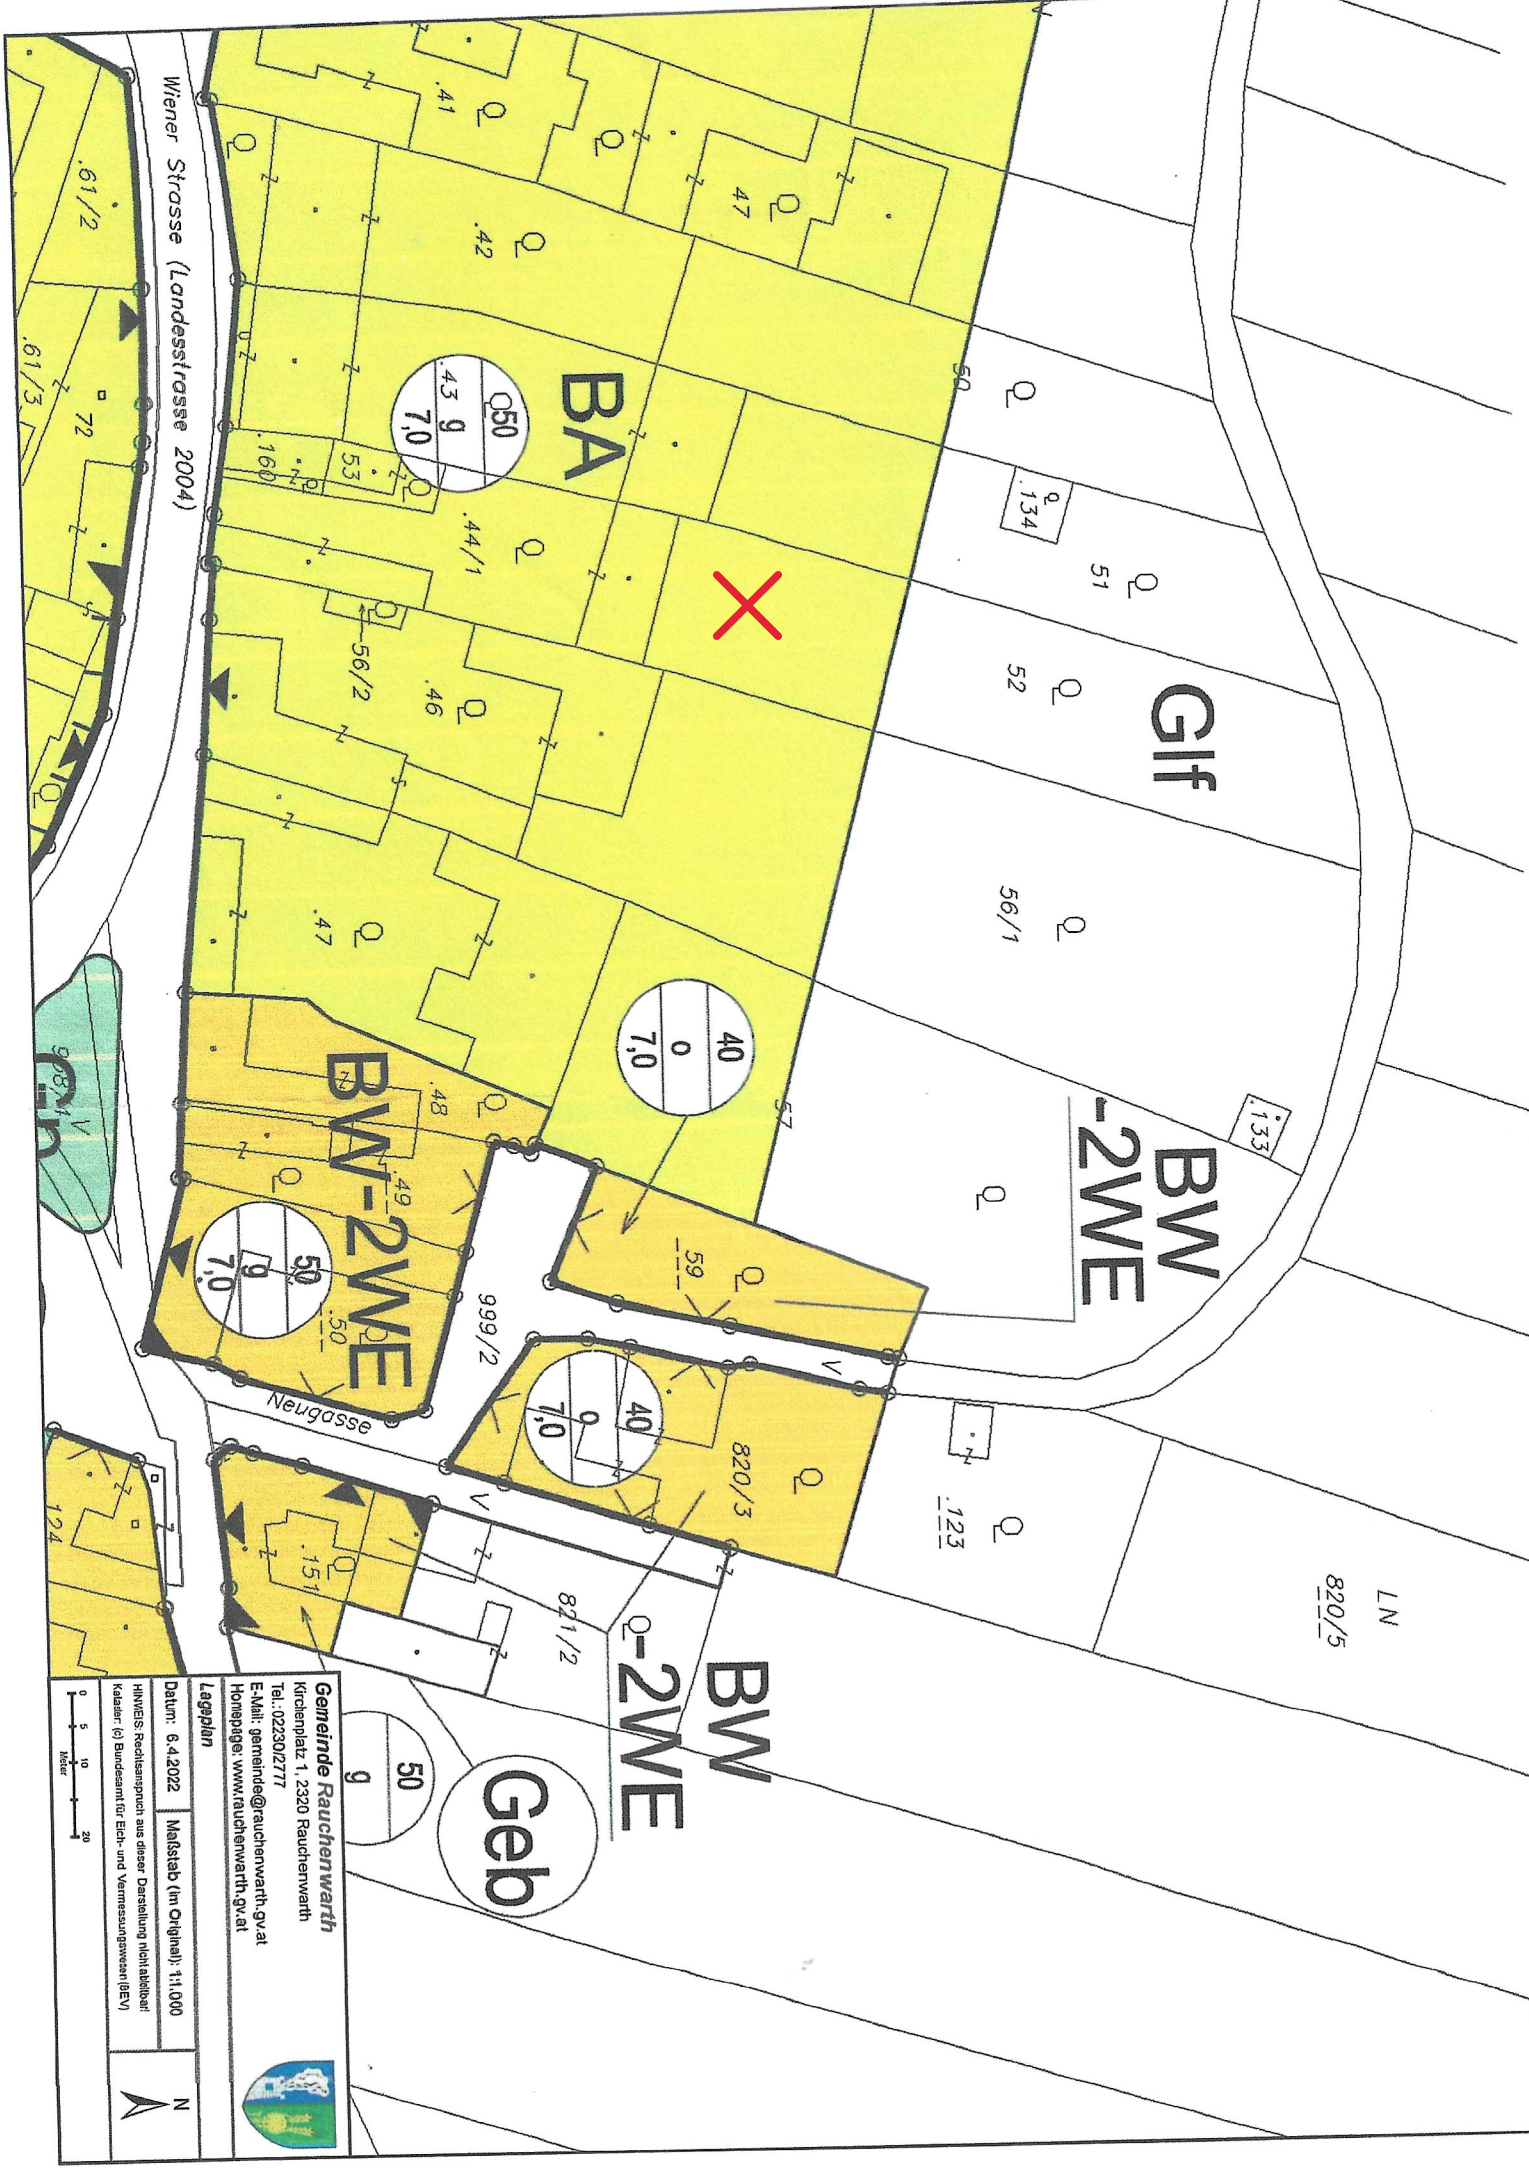 Wiener Strasse (Landesstrasse 2004)
.61/2
.61/3
72
.41
47
.42
BA
50
.43 g
7,0
.160
53
.44/1
56/2
.46
.47
50
.134
51
52
Glf
56/1
.133
57
40
o
7,0
BW
-2WE
BW-2WE
.48
.49
50
g
7,0
.50
59
999/2
Neugasse
V
40
o
7,0
820/3
.123
LN
820/5
V
.151
821/2
BW
-2WE
Geb
50
g
V
124
Gemeinde Rauchenwarth
Kirchenplatz 1, 2320 Rauchenwarth
Tel.:02230/2777
E-Mail: gemeinde@rauchenwarth.gv.at
Homepage: www.rauchenwarth.gv.at
Lageplan
Datum: 6.4.2022
Maßstab (im Original): 1:1.000
HINWEIS: Rechtsanspruch aus dieser Darstellung nicht ableitbar!
Kataster: (c) Bundesamt für Eich- und Vermessungswesen (BEV)
0 5 10 20
Meter
N